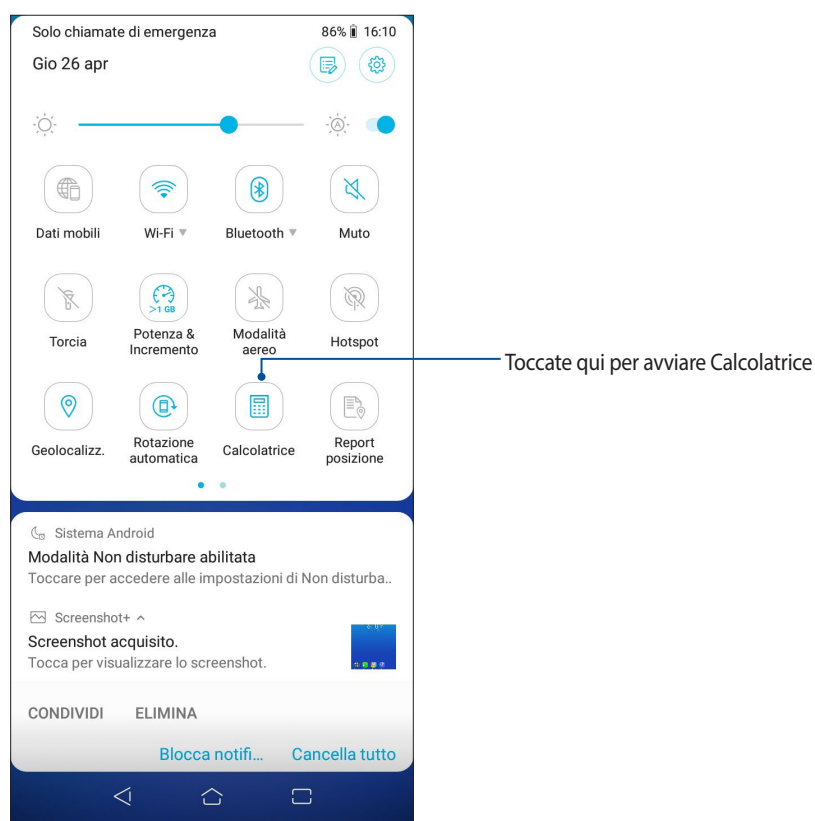 Solo chiamate di emergenza 86% 16:10
Gio 26 apr
A
Dati mobili Wi-Fi Bluetooth Muto
>1 GB
Torcia Potenza & Incremento Modalità aereo Hotspot
Toccate qui per avviare Calcolatrice
Geolocalizz. Rotazione automatica Calcolatrice Report posizione
Sistema Android
Modalità Non disturbare abilitata
Toccare per accedere alle impostazioni di Non disturba..
Screenshot+
Screenshot acquisito.
Tocca per visualizzare lo screenshot.
CONDIVIDI ELIMINA
Blocca notifi... Cancella tutto